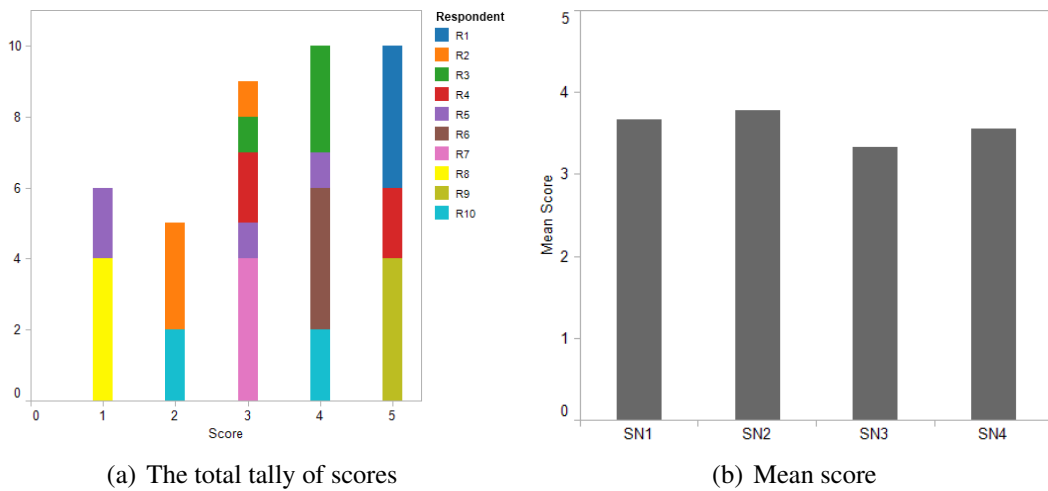 Respondent
R1
R2
R3
R4
R5
R6
R7
R8
R9
R10
10
8
6
4
2
0
0 1 2 3 4 5
Score
(a) The total tally of scores
Mean Score
5
4
3
2
1
0
SN1 SN2 SN3 SN4
(b) Mean score